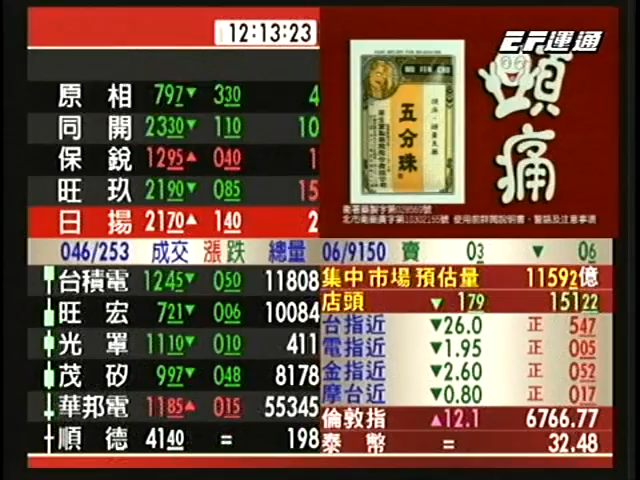 12:13:23
原相 797▼ 330 4
同開 2330▼ 110 10
保銳 1295▲ 040 1
旺玖 2190▼ 085 15
日揚 2170▲ 140 2
046/253 成交 漲跌 總量
台積電 1245▼ 050 11808
旺宏 721▼ 006 10084
光罩 1110▼ 010 411
茂矽 997▼ 048 8178
華邦電 1185▲ 015 55345
順德 4140 = 198
EF運通
頭痛
五分珠
06/9150 賣 03 ▼ 06
集中市場預估量 11592億
店頭 ▼ 179 15122
台指近 ▼26.0 正 547
電指近 ▼1.95 正 005
金指近 ▼2.60 正 052
摩台近 ▼0.80 正 017
倫敦指 ▲12.1 6766.77
泰幣 = 32.48